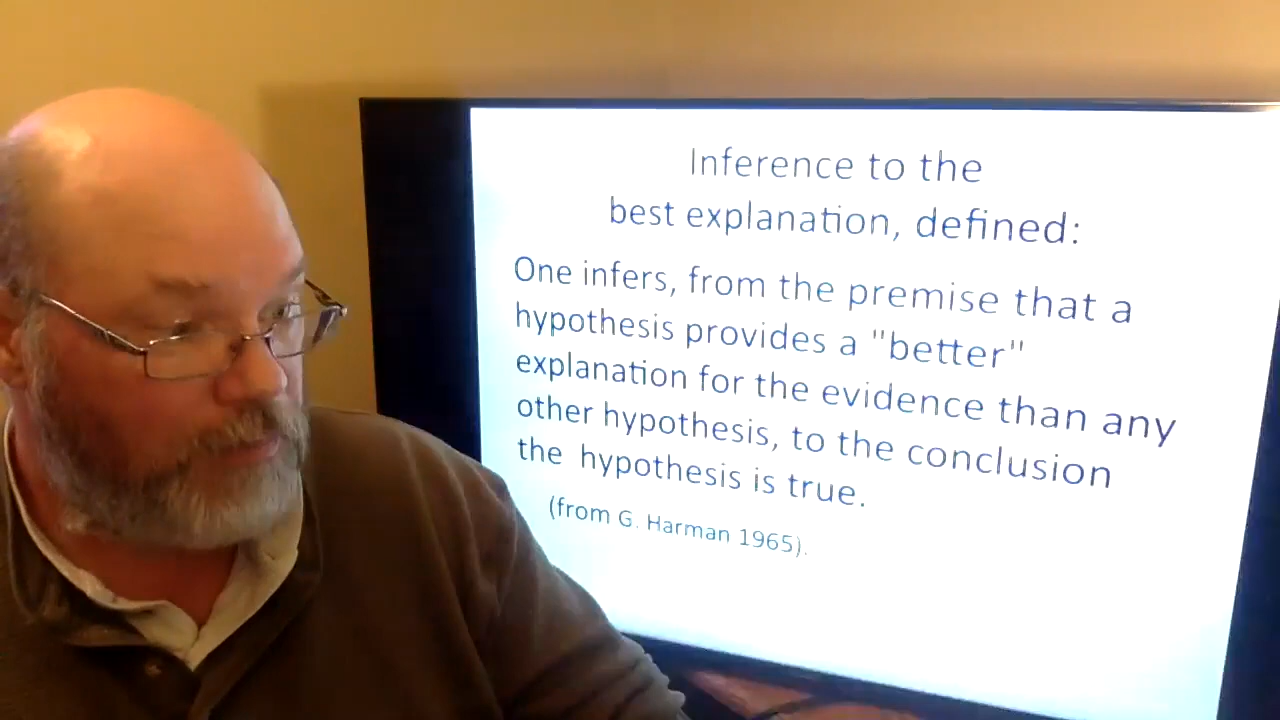 Inference to the
best explanation, defined:
One infers, from the premise that a
hypothesis provides a "better"
explanation for the evidence than any
other hypothesis, to the conclusion
the hypothesis is true.
(from G. Harman 1965).